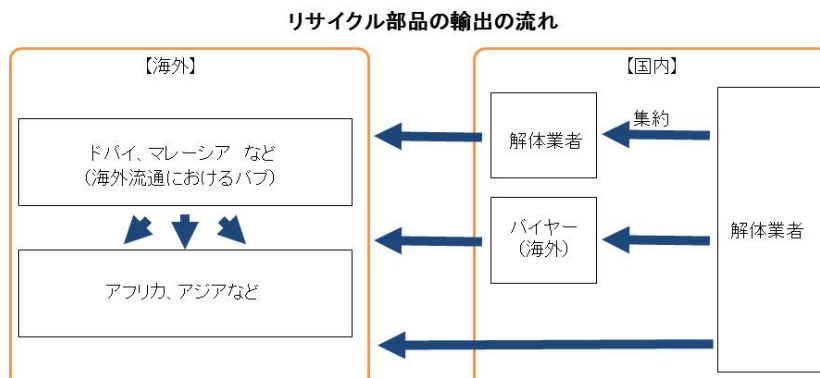 リサイクル部品の輸出の流れ
【海外】
ドバイ、マレーシア など
（海外流通におけるバブ）
アフリカ、アジアなど
【国内】
解体業者
集約
バイヤー
（海外）
解体業者